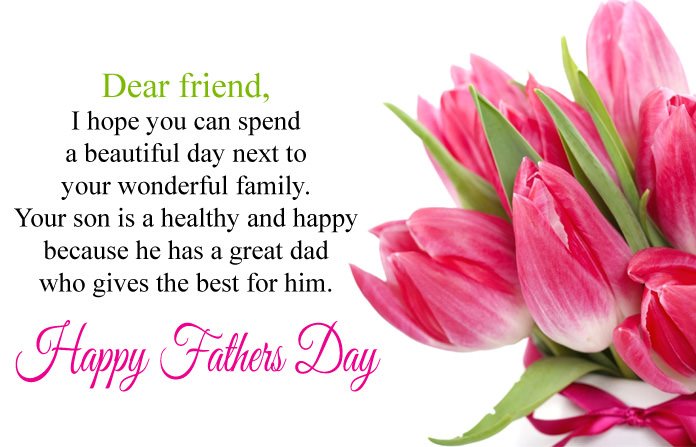 Dear friend,
I hope you can spend
a beautiful day next to
your wonderful family.
Your son is a healthy and happy
because he has a great dad
who gives the best for him.
Happy Fathers Day